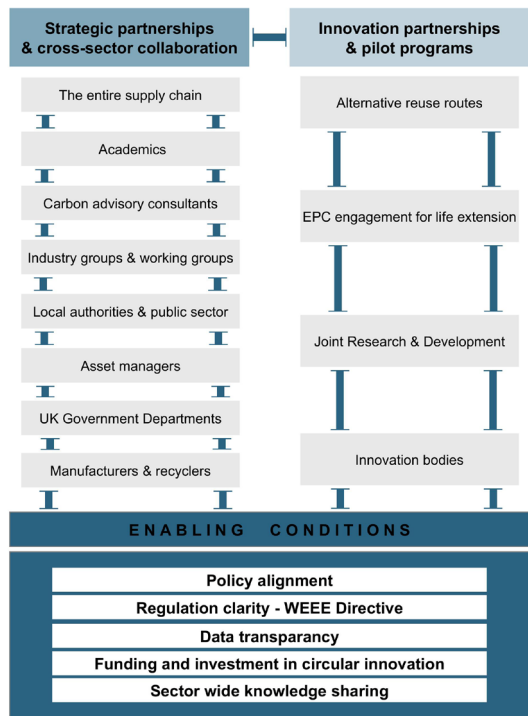 Strategic partnerships
& cross-sector collaboration
Innovation partnerships
& pilot programs
The entire supply chain
Academics
Carbon advisory consultants
Industry groups & working groups
Local authorities & public sector
Asset managers
UK Government Departments
Manufacturers & recyclers
Alternative reuse routes
EPC engagement for life extension
Joint Research & Development
Innovation bodies
ENABLING CONDITIONS
Policy alignment
Regulation clarity - WEEE Directive
Data transparancy
Funding and investment in circular innovation
Sector wide knowledge sharing